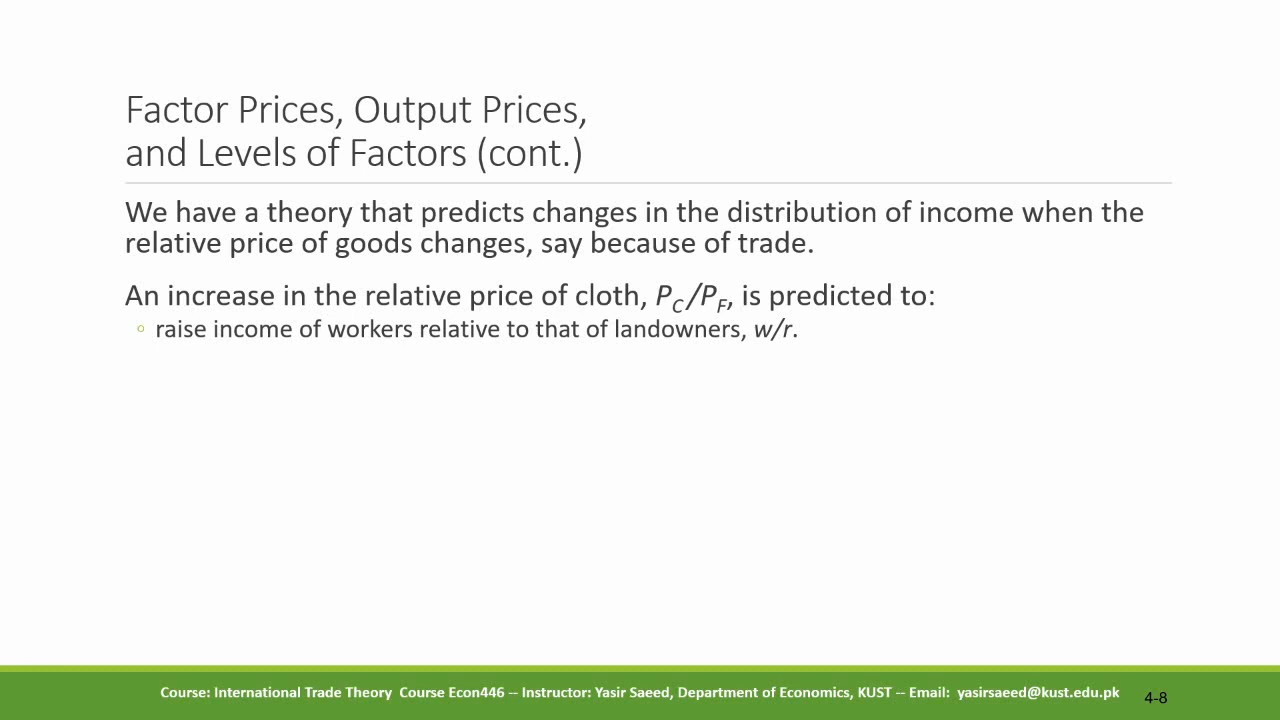 Factor Prices, Output Prices,
and Levels of Factors (cont.)
We have a theory that predicts changes in the distribution of income when the
relative price of goods changes, say because of trade.
An increase in the relative price of cloth, PC/PF, is predicted to:
◦ raise income of workers relative to that of landowners, w/r.
Course: International Trade Theory Course Econ446 -- Instructor: Yasir Saeed, Department of Economics, KUST -- Email: yasirsaeed@kust.edu.pk
4-8